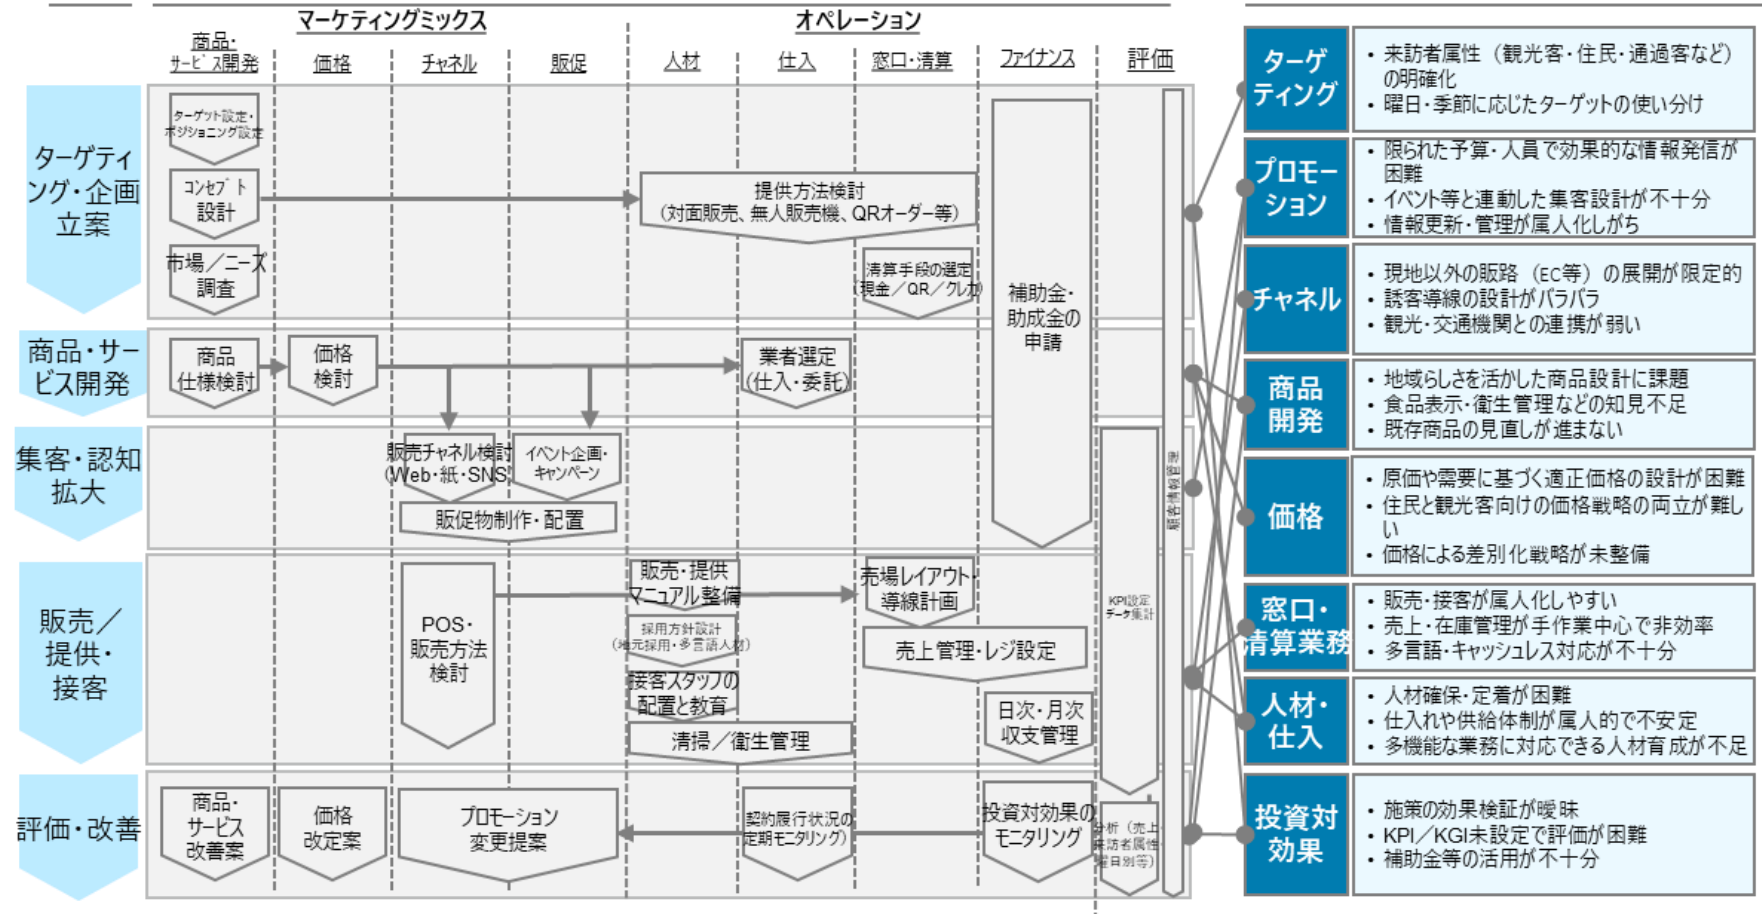 マーケティングミックス
オペレーション
商品・
サービス開発
価格
チャネル
販促
人材
仕入
窓口・清算
ファイナンス
評価
ターゲティ
ング・企画
立案
ターゲット設定・
ポジショニング設定
コンセプト
設計
市場／ニーズ
調査
提供方法検討
（対面販売、無人販売機、QRオーダー等）
清算手段の選定
（現金／QR／クレカ）
補助金・
助成金の
申請
商品・サー
ビス開発
商品
仕様検討
価格
検討
業者選定
（仕入・委託）
集客・認知
拡大
販売チャネル検討
（Web・紙・SNS）
イベント企画・
キャンペーン
販促物制作・配置
顧客情報管理
販売／
提供・
接客
POS・
販売方法
検討
販売・提供
マニュアル整備
採用方針設計
（地元採用・多言語人材）
接客スタッフの
配置と教育
清掃／衛生管理
売場レイアウト・
導線計画
売上管理・レジ設定
日次・月次
収支管理
KPI設定
データ集計
評価・改善
商品・
サービス
改善案
価格
改定案
プロモーション
変更提案
契約履行状況の
定期モニタリング）
投資対効果の
モニタリング
分析（売上・
来訪者属性・
曜日別等）
ターゲ
ティング
• 来訪者属性（観光客・住民・通過客など）
の明確化
• 曜日・季節に応じたターゲットの使い分け
プロモー
ション
• 限られた予算・人員で効果的な情報発信が
困難
• イベント等と連動した集客設計が不十分
• 情報更新・管理が属人化しがち
チャネル
• 現地以外の販路（EC等）の展開が限定的
• 誘客導線の設計がバラバラ
• 観光・交通機関との連携が弱い
商品
開発
• 地域らしさを活かした商品設計に課題
• 食品表示・衛生管理などの知見不足
• 既存商品の見直しが進まない
価格
• 原価や需要に基づく適正価格の設計が困難
• 住民と観光客向けの価格戦略の両立が難し
い
• 価格による差別化戦略が未整備
窓口・
清算業務
• 販売・接客が属人化しやすい
• 売上・在庫管理が手作業中心で非効率
• 多言語・キャッシュレス対応が不十分
人材・
仕入
• 人材確保・定着が困難
• 仕入れや供給体制が属人的で不安定
• 多機能な業務に対応できる人材育成が不足
投資対
効果
• 施策の効果検証が曖昧
• KPI／KGI未設定で評価が困難
• 補助金等の活用が不十分